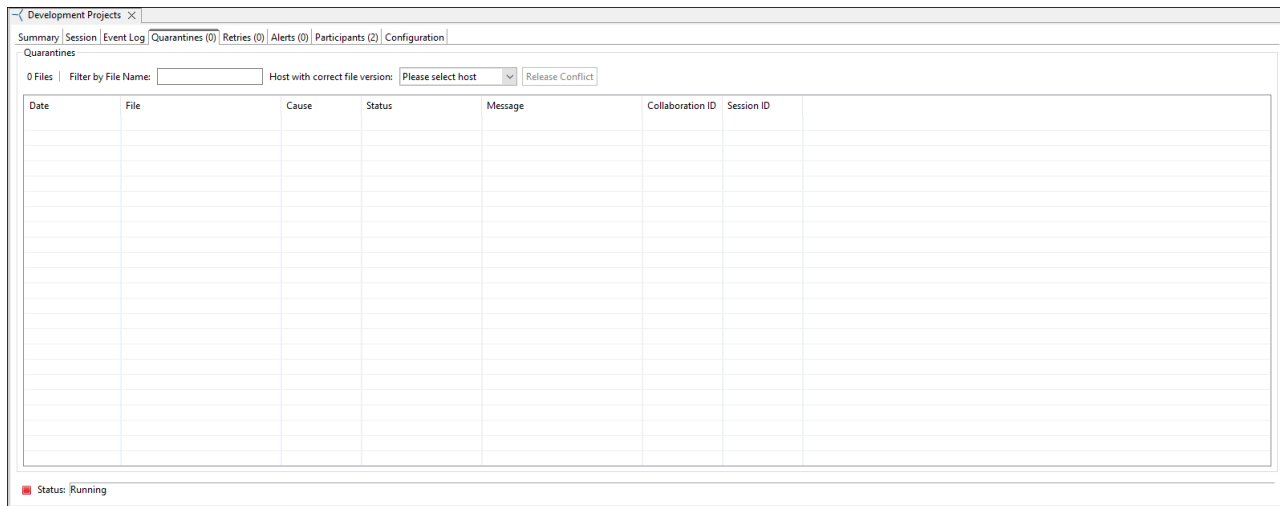 Development Projects
Summary Session Event Log Quarantines (0) Retries (0) Alerts (0) Participants (2) Configuration
Quarantines
0 Files Filter by File Name: Host with correct file version: Please select host Release Conflict
Date File Cause Status Message Collaboration ID Session ID
Status: Running